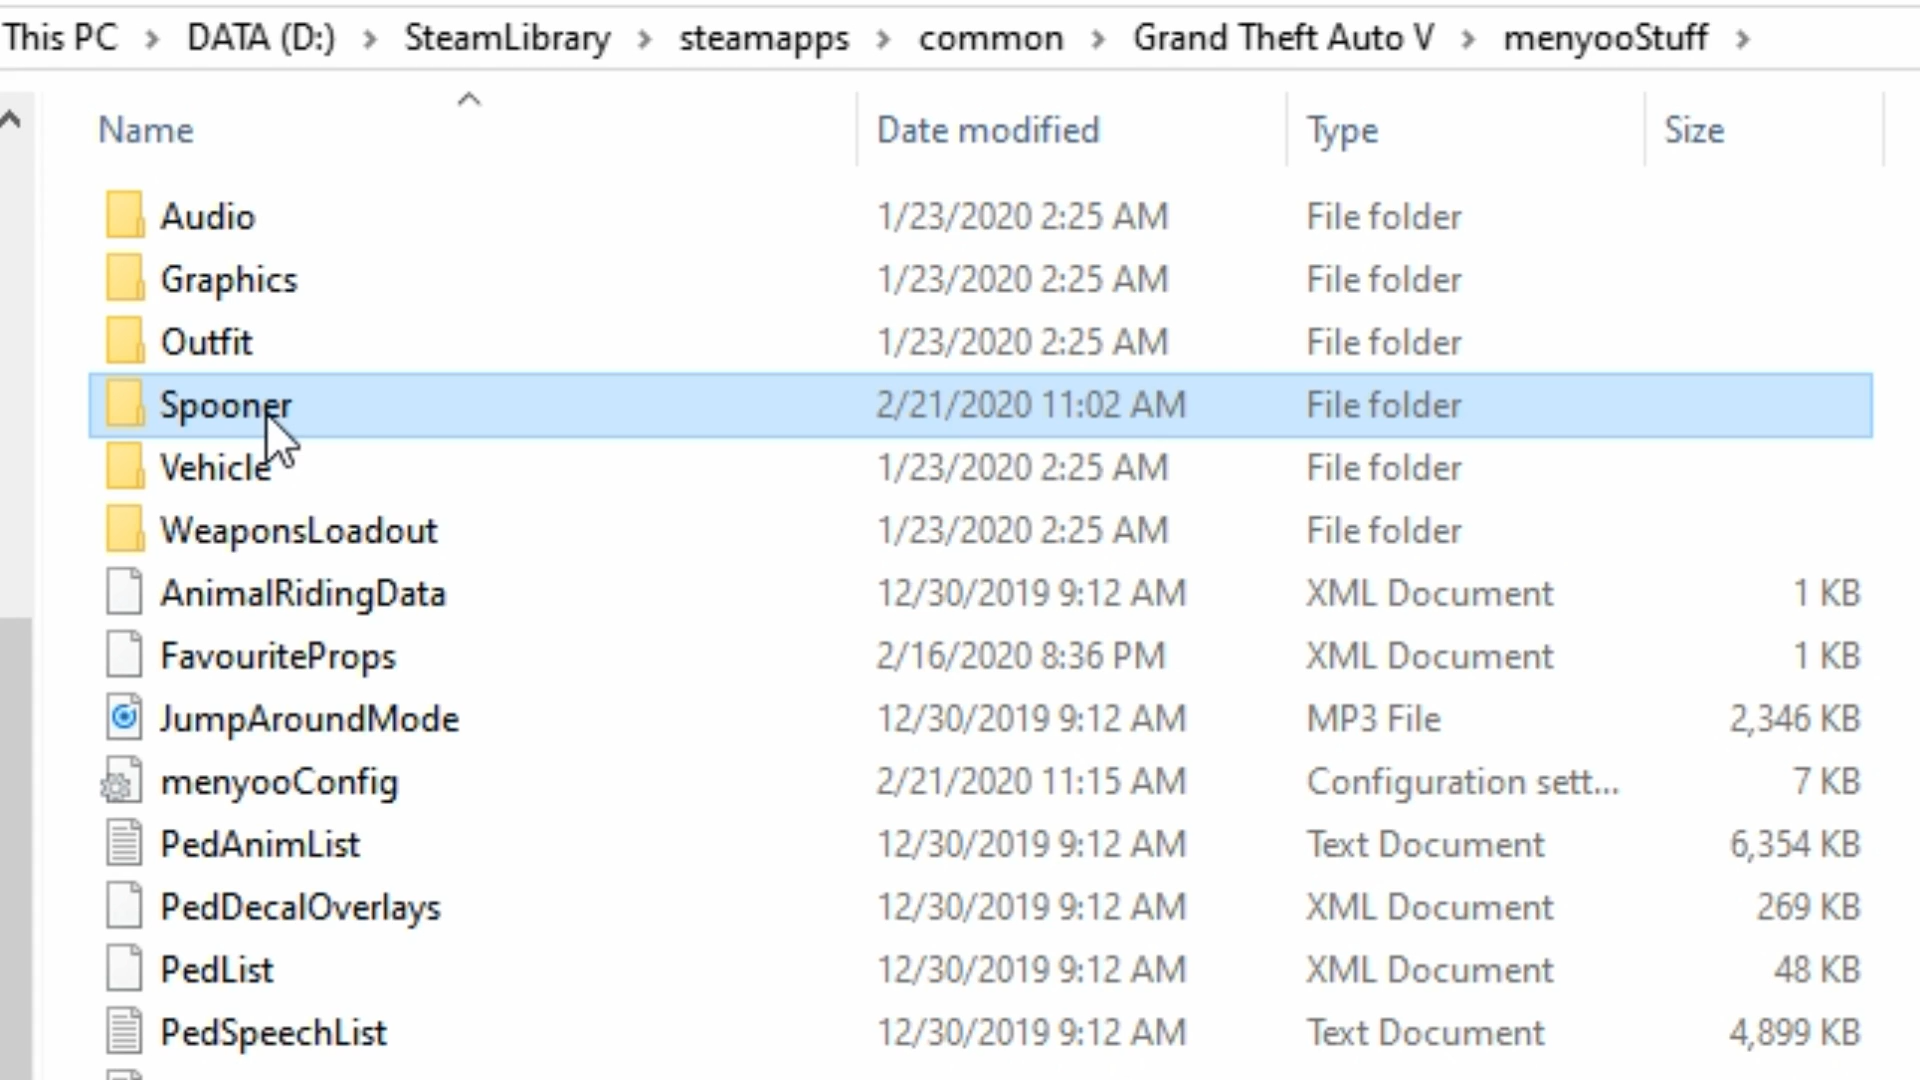 This PC > DATA (D:) > SteamLibrary > steamapps > common > Grand Theft Auto V > menyooStuff >
Name Date modified Type Size
Audio 1/23/2020 2:25 AM File folder
Graphics 1/23/2020 2:25 AM File folder
Outfit 1/23/2020 2:25 AM File folder
Spooner 2/21/2020 11:02 AM File folder
Vehicle 1/23/2020 2:25 AM File folder
WeaponsLoadout 1/23/2020 2:25 AM File folder
AnimalRidingData 12/30/2019 9:12 AM XML Document 1 KB
FavouriteProps 2/16/2020 8:36 PM XML Document 1 KB
JumpAroundMode 12/30/2019 9:12 AM MP3 File 2,346 KB
menyooConfig 2/21/2020 11:15 AM Configuration sett... 7 KB
PedAnimList 12/30/2019 9:12 AM Text Document 6,354 KB
PedDecalOverlays 12/30/2019 9:12 AM XML Document 269 KB
PedList 12/30/2019 9:12 AM XML Document 48 KB
PedSpeechList 12/30/2019 9:12 AM Text Document 4,899 KB